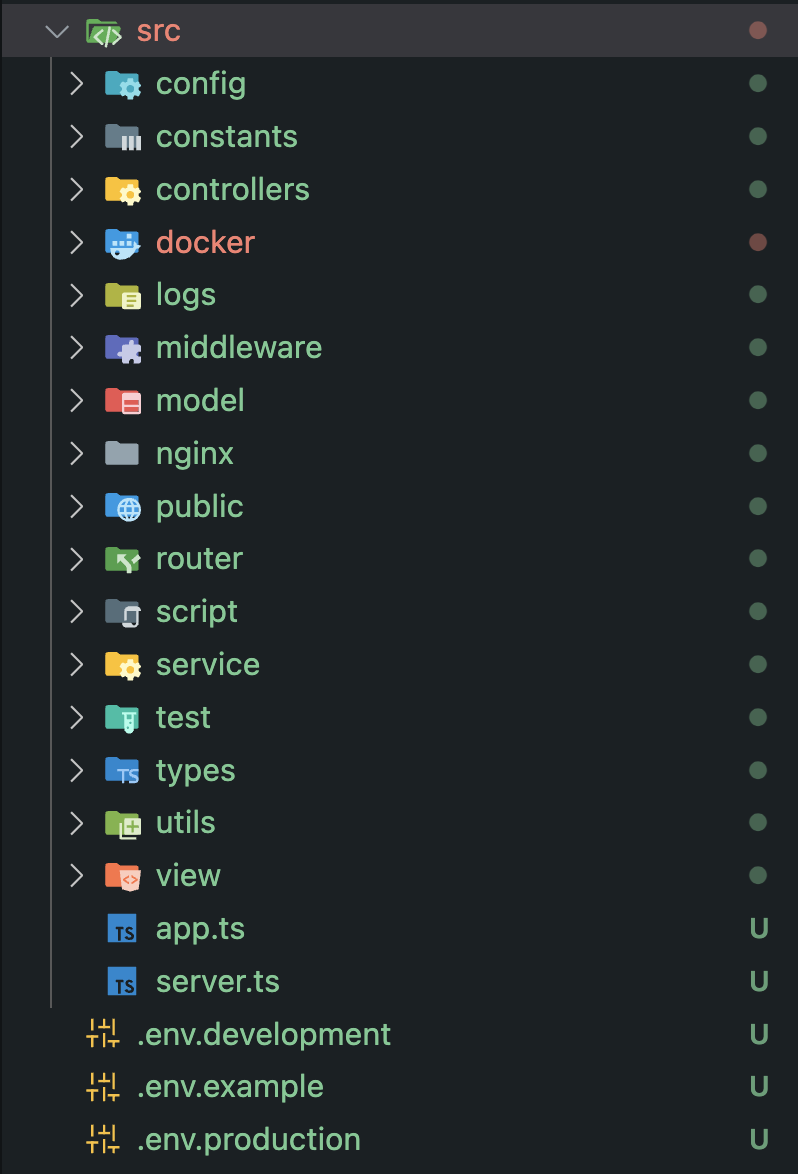 src
config
constants
controllers
docker
logs
middleware
model
nginx
public
router
script
service
test
TS types
utils
view
TS app.ts U
TS server.ts U
.env.development U
.env.example U
.env.production U